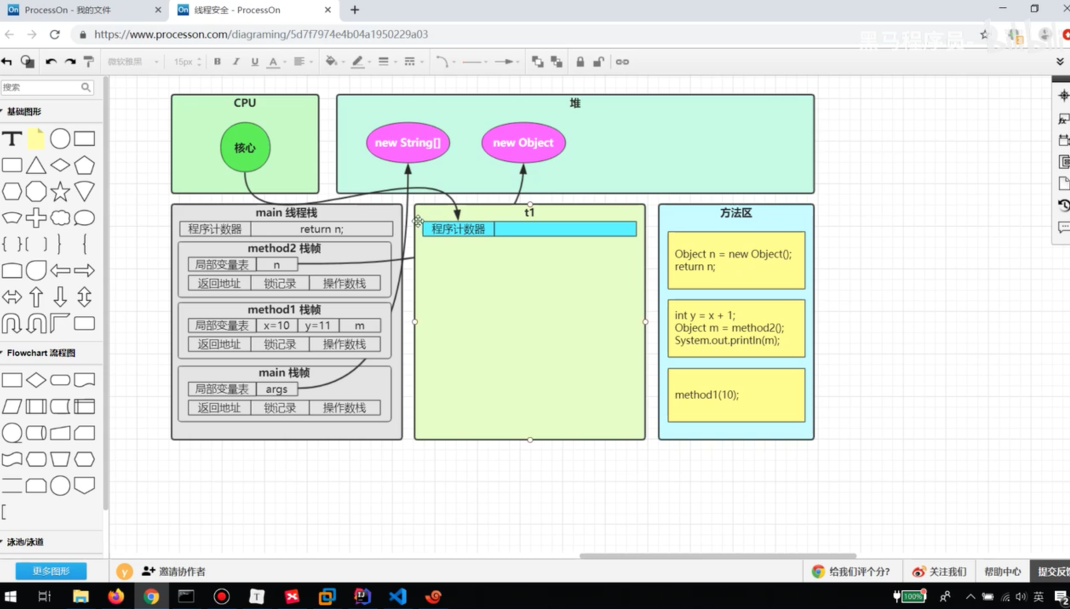 ProcessOn - 我的文件
线程安全 - ProcessOn
https://www.processon.com/diagraming/5d7f7974e4b04a1950229a03
黑马程序员
微软雅黑
15px
B I U A
搜索
基础图形
T
Flowchart 流程图
泳池/泳道
更多图形
CPU
核心
堆
new String[]
new Object
main 线程栈
程序计数器 return n;
method2 栈帧
局部变量表 n
返回地址 锁记录 操作数栈
method1 栈帧
局部变量表 x=10 y=11 m
返回地址 锁记录 操作数栈
main 栈帧
局部变量表 args
返回地址 锁记录 操作数栈
t1
程序计数器
方法区
Object n = new Object();
return n;
int y = x + 1;
Object m = method2();
System.out.println(m);
method1(10);
y
邀请协作者
给我们评个分?
关注我们
帮助中心
提交反馈
100%
英